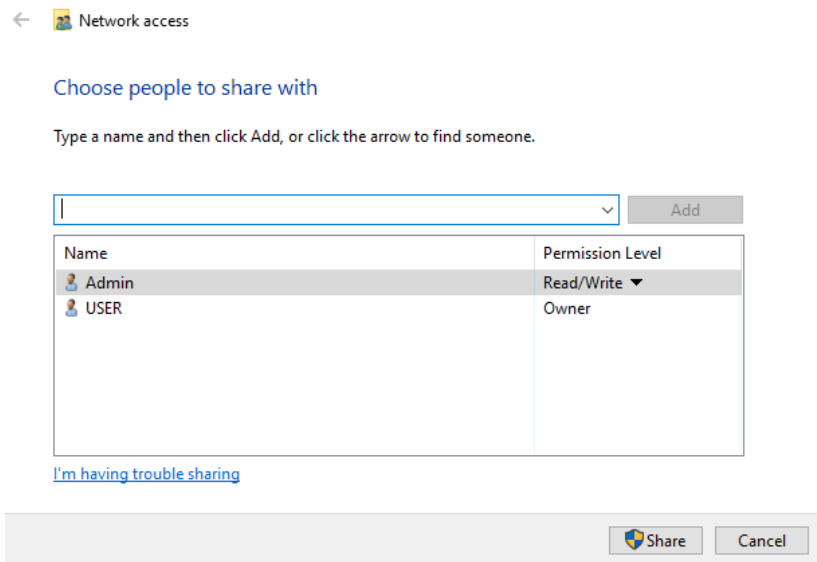 Network access
Choose people to share with
Type a name and then click Add, or click the arrow to find someone.
Add
Name Permission Level
Admin Read/Write
USER Owner
I'm having trouble sharing
Share Cancel